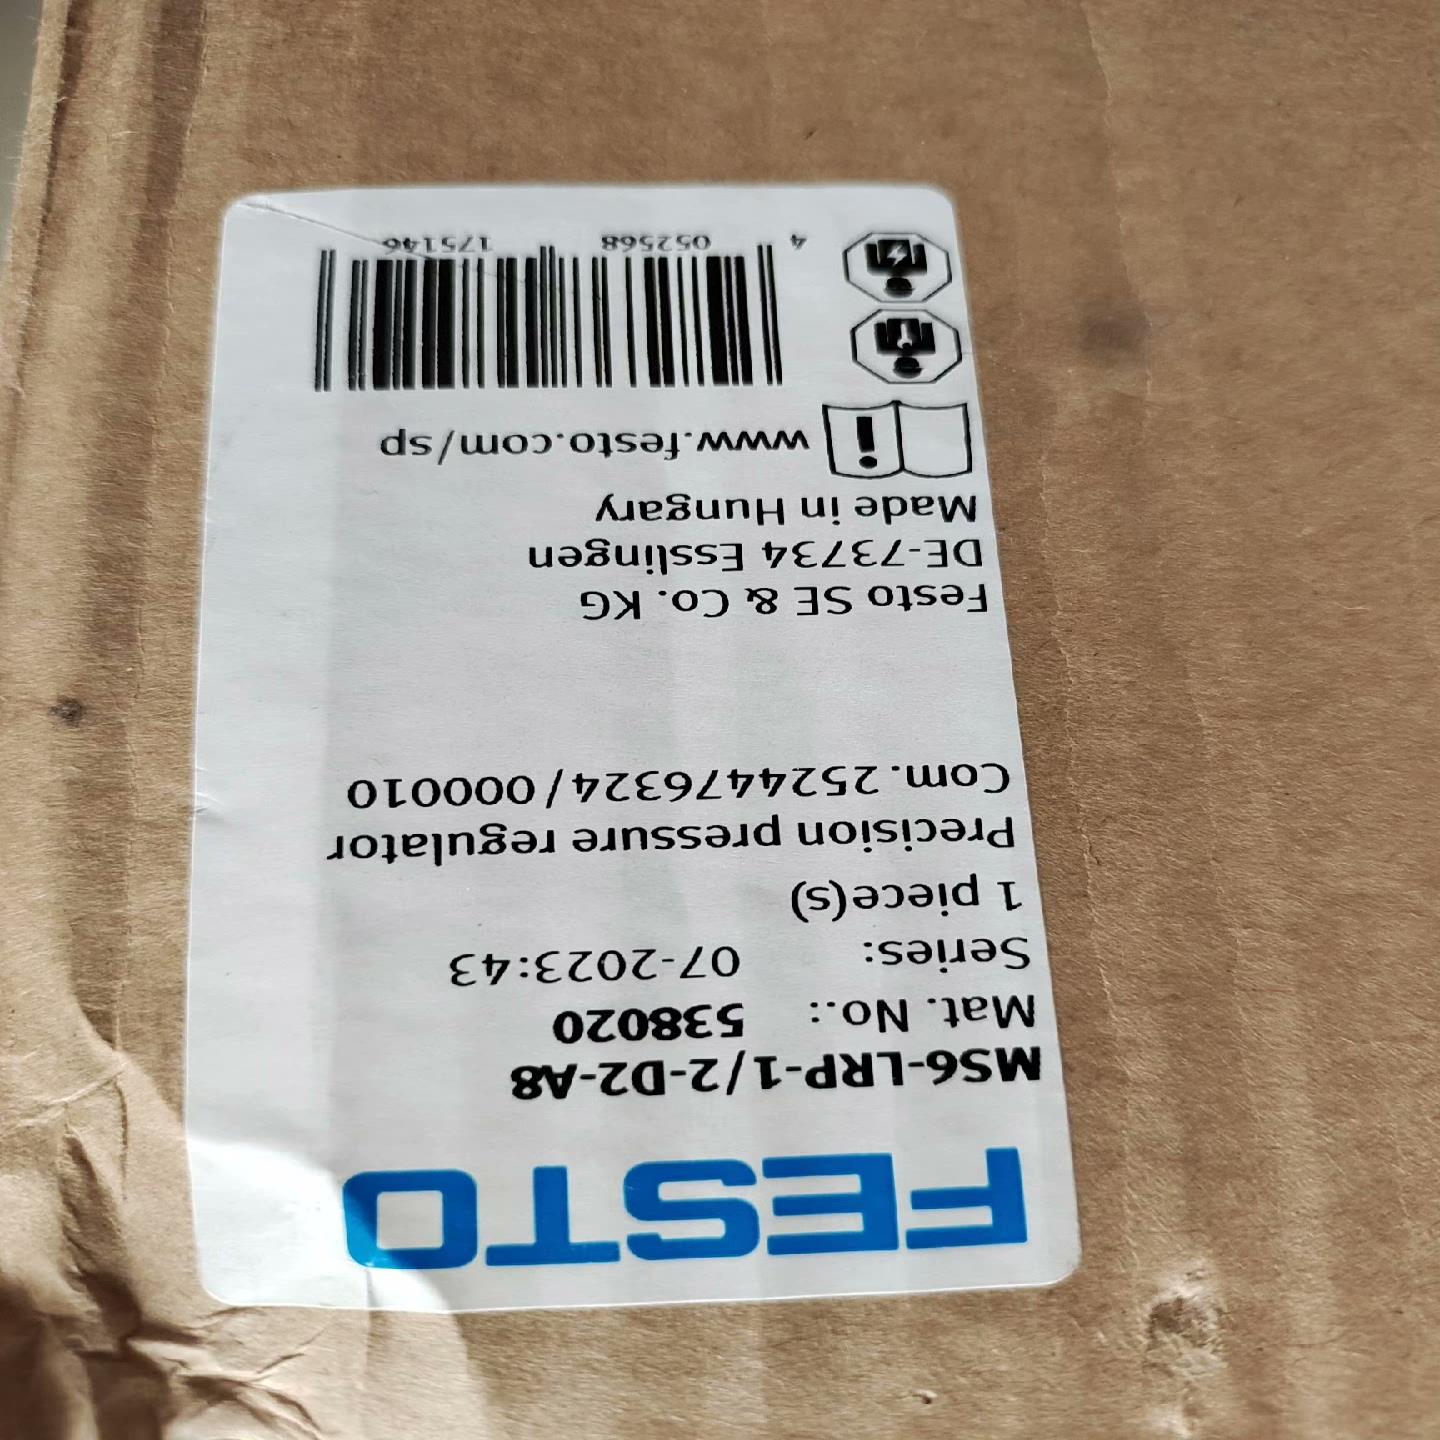 FESTO
MS6-LRP-1/2-D2-A8
Mat. No.: 538020
Series: 07-2023:43
1 piece(s)
Precision pressure regulator
Com. 2524476324/000010
Festo SE & Co. KG
DE-73734 Esslingen
Made in Hungary
www.festo.com/sp
4 052568 175146